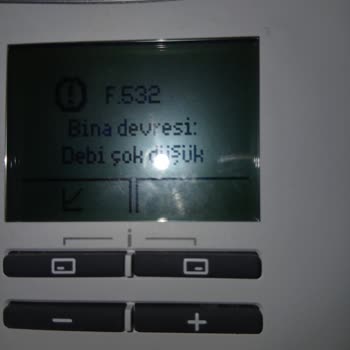 F.532
Bina devresi:
Debi çok düşük
i
− +